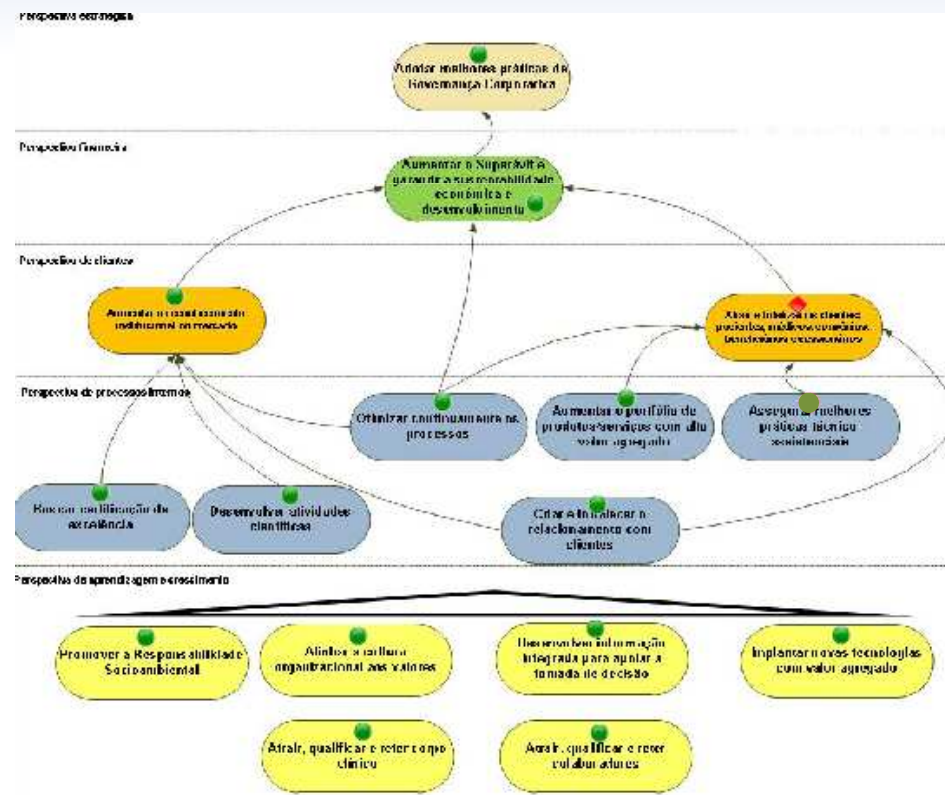 Perspectiva estratégica
Adotar melhores práticas de
Governança Corporativa
Perspectiva financeira
Aumentar o Superávit e
garantir a sustentabilidade
econômica e
desenvolvimento
Perspectiva de clientes
Aumentar o reconhecimento
institucional no mercado
Atrair e fidelizar os clientes:
pacientes, médicos, convênios,
beneficiários e
Perspectiva de processos internos
Otimizar continuamente os
processos
Aumentar o portfólio de
produtos/serviços com alto
valor agregado
Assegurar melhores
práticas técnico
assistenciais
Buscar certificação de
excelência
Desenvolver atividades
científicas
Criar e fortalecer o
relacionamento com
clientes
Perspectiva de aprendizagem e crescimento
Promover a Responsabilidade
Socioambiental
Alinhar a cultura
organizacional aos valores
Desenvolver informação
integrada para apoiar a
tomada de decisão
Implantar novas tecnologias
com valor agregado
Atrair, qualificar e reter corpo
clínico
Atrair, qualificar e reter
colaboradores